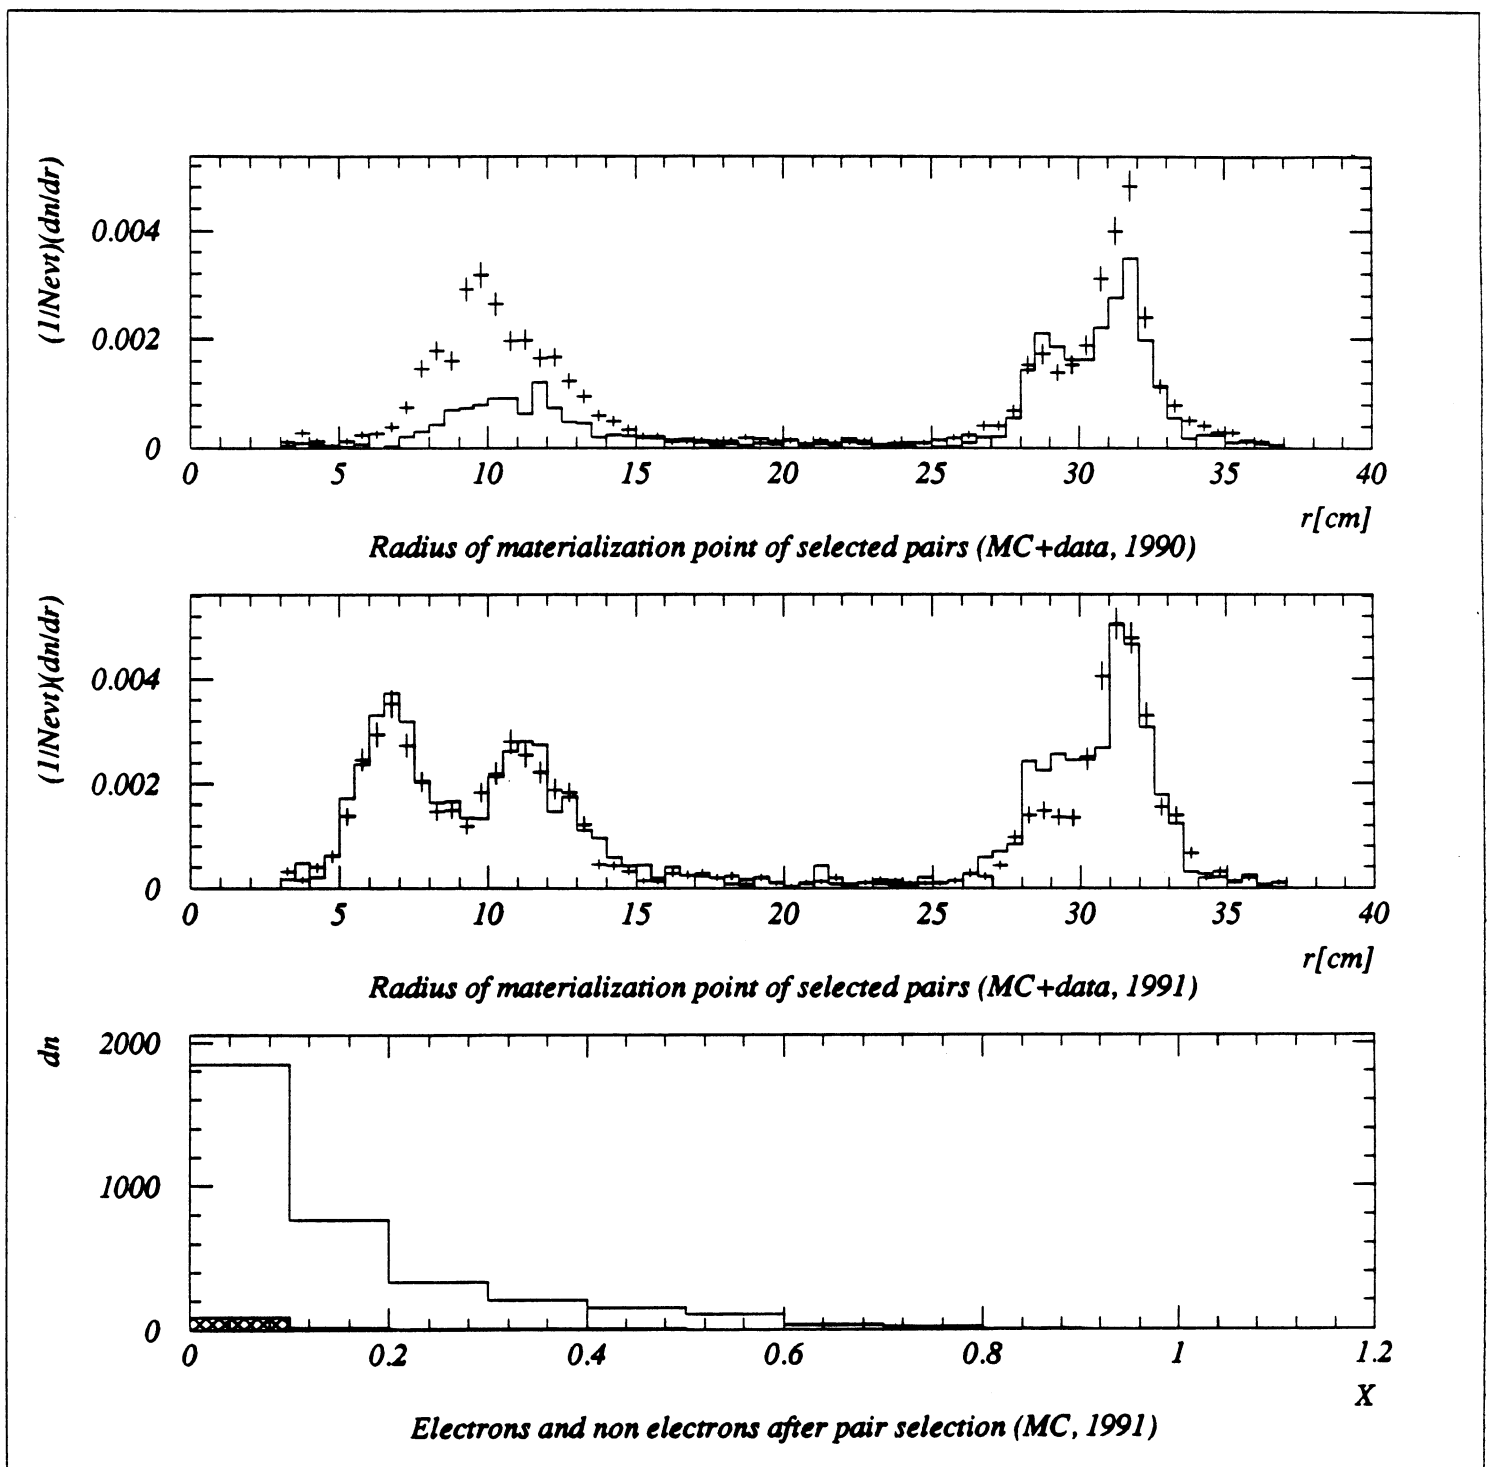 (1/Nevt)(dn/dr)
0.004
0.002
0
0 5 10 15 20 25 30 35 40
r[cm]
Radius of materialization point of selected pairs (MC+data, 1990)
(1/Nevt)(dn/dr)
0.004
0.002
0
0 5 10 15 20 25 30 35 40
r[cm]
Radius of materialization point of selected pairs (MC+data, 1991)
dn
2000
1000
0
0 0.2 0.4 0.6 0.8 1 1.2
X
Electrons and non electrons after pair selection (MC, 1991)